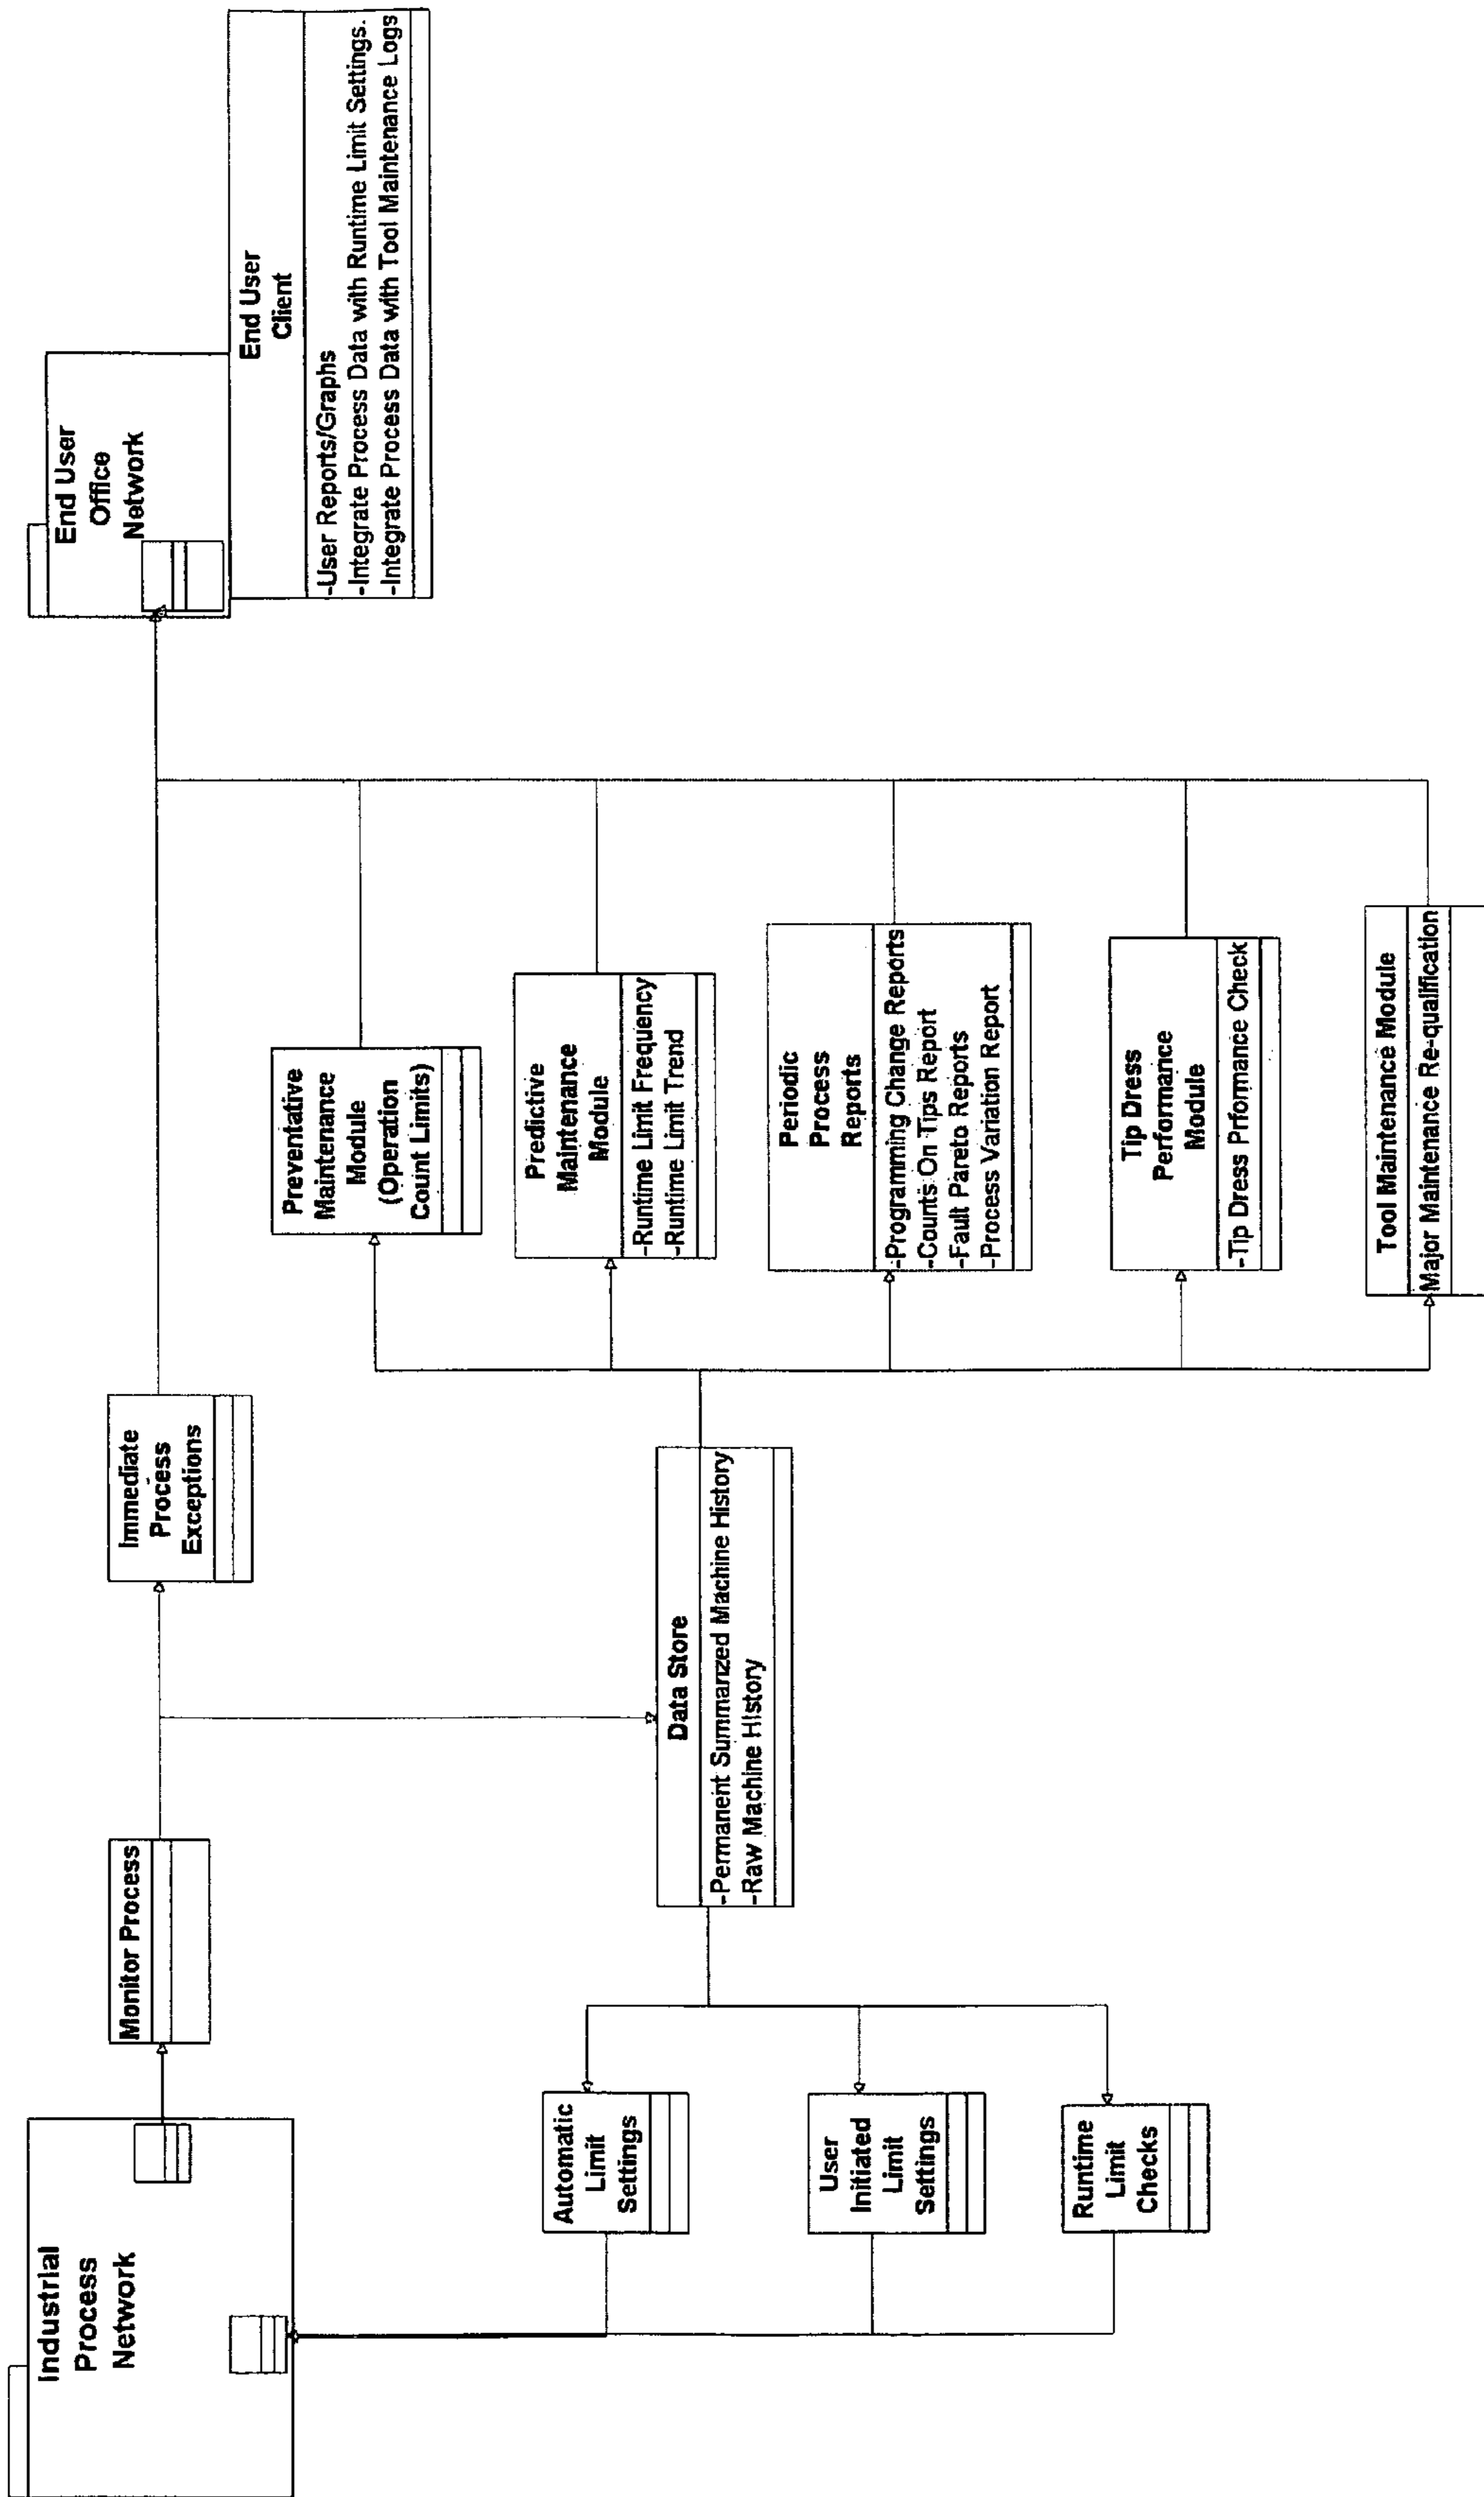 Industrial
Process
Network
Monitor Process
Immediate
Process
Exceptions
End User
Office
Network
End User
Client
-User Reports/Graphs
-Integrate Process Data with Runtime Limit Settings.
-Integrate Process Data with Tool Maintenance Logs
Automatic
Limit
Settings
User
Initiated
Limit
Settings
Runtime
Limit
Checks
Data Store
-Permanent Summarized Machine History
-Raw Machine History
Preventative
Maintenance
Module
(Operation
Count Limits)
Predictive
Maintenance
Module
-Runtime Limit Frequency
-Runtime Limit Trend
Periodic
Process
Reports
-Programming Change Reports
-Counts On Tips Report
-Fault Pareto Reports
-Process Variation Report
Tip Dress
Performance
Module
-Tip Dress Prformance Check
Tool Maintenance Module
Major Maintenance Re-qualification